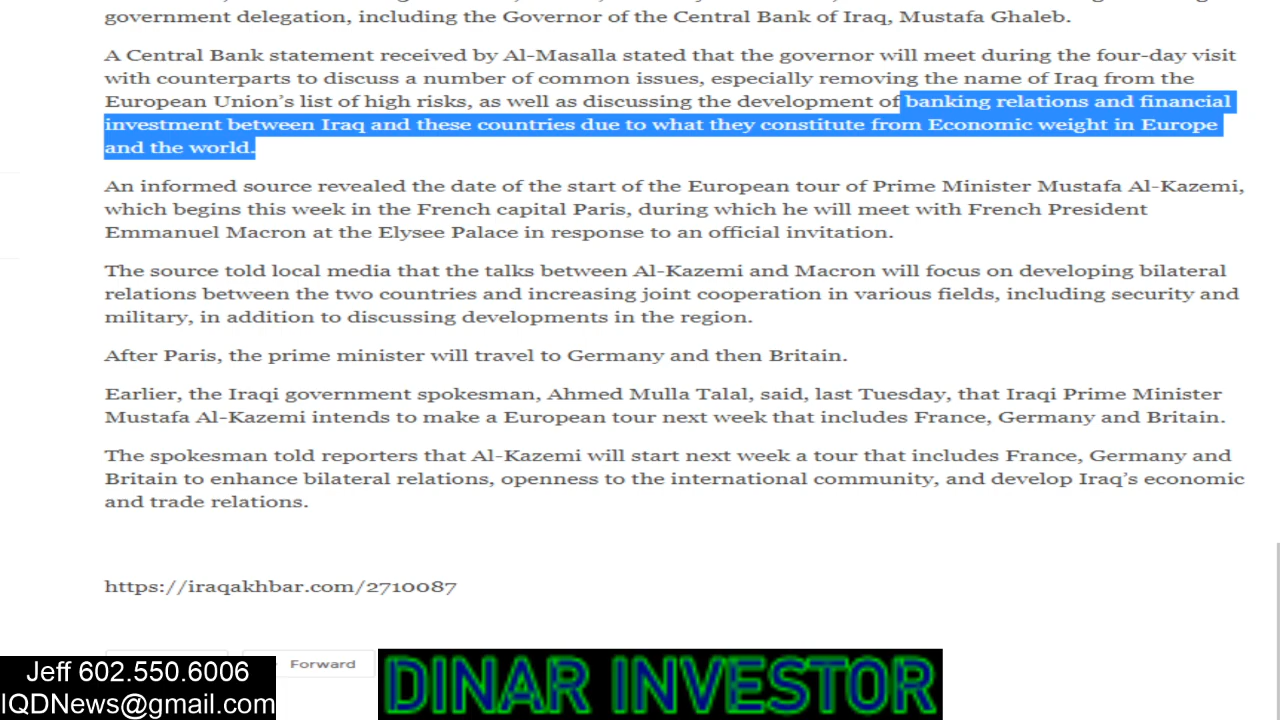 government delegation, including the Governor of the Central Bank of Iraq, Mustafa Ghaleb.
A Central Bank statement received by Al-Masalla stated that the governor will meet during the four-day visit
with counterparts to discuss a number of common issues, especially removing the name of Iraq from the
European Union’s list of high risks, as well as discussing the development of banking relations and financial
investment between Iraq and these countries due to what they constitute from Economic weight in Europe
and the world.
An informed source revealed the date of the start of the European tour of Prime Minister Mustafa Al-Kazemi,
which begins this week in the French capital Paris, during which he will meet with French President
Emmanuel Macron at the Elysee Palace in response to an official invitation.
The source told local media that the talks between Al-Kazemi and Macron will focus on developing bilateral
relations between the two countries and increasing joint cooperation in various fields, including security and
military, in addition to discussing developments in the region.
After Paris, the prime minister will travel to Germany and then Britain.
Earlier, the Iraqi government spokesman, Ahmed Mulla Talal, said, last Tuesday, that Iraqi Prime Minister
Mustafa Al-Kazemi intends to make a European tour next week that includes France, Germany and Britain.
The spokesman told reporters that Al-Kazemi will start next week a tour that includes France, Germany and
Britain to enhance bilateral relations, openness to the international community, and develop Iraq’s economic
and trade relations.
https://iraqakhbar.com/2710087
Forward
Jeff 602.550.6006
IQDNews@gmail.com
DINAR INVESTOR